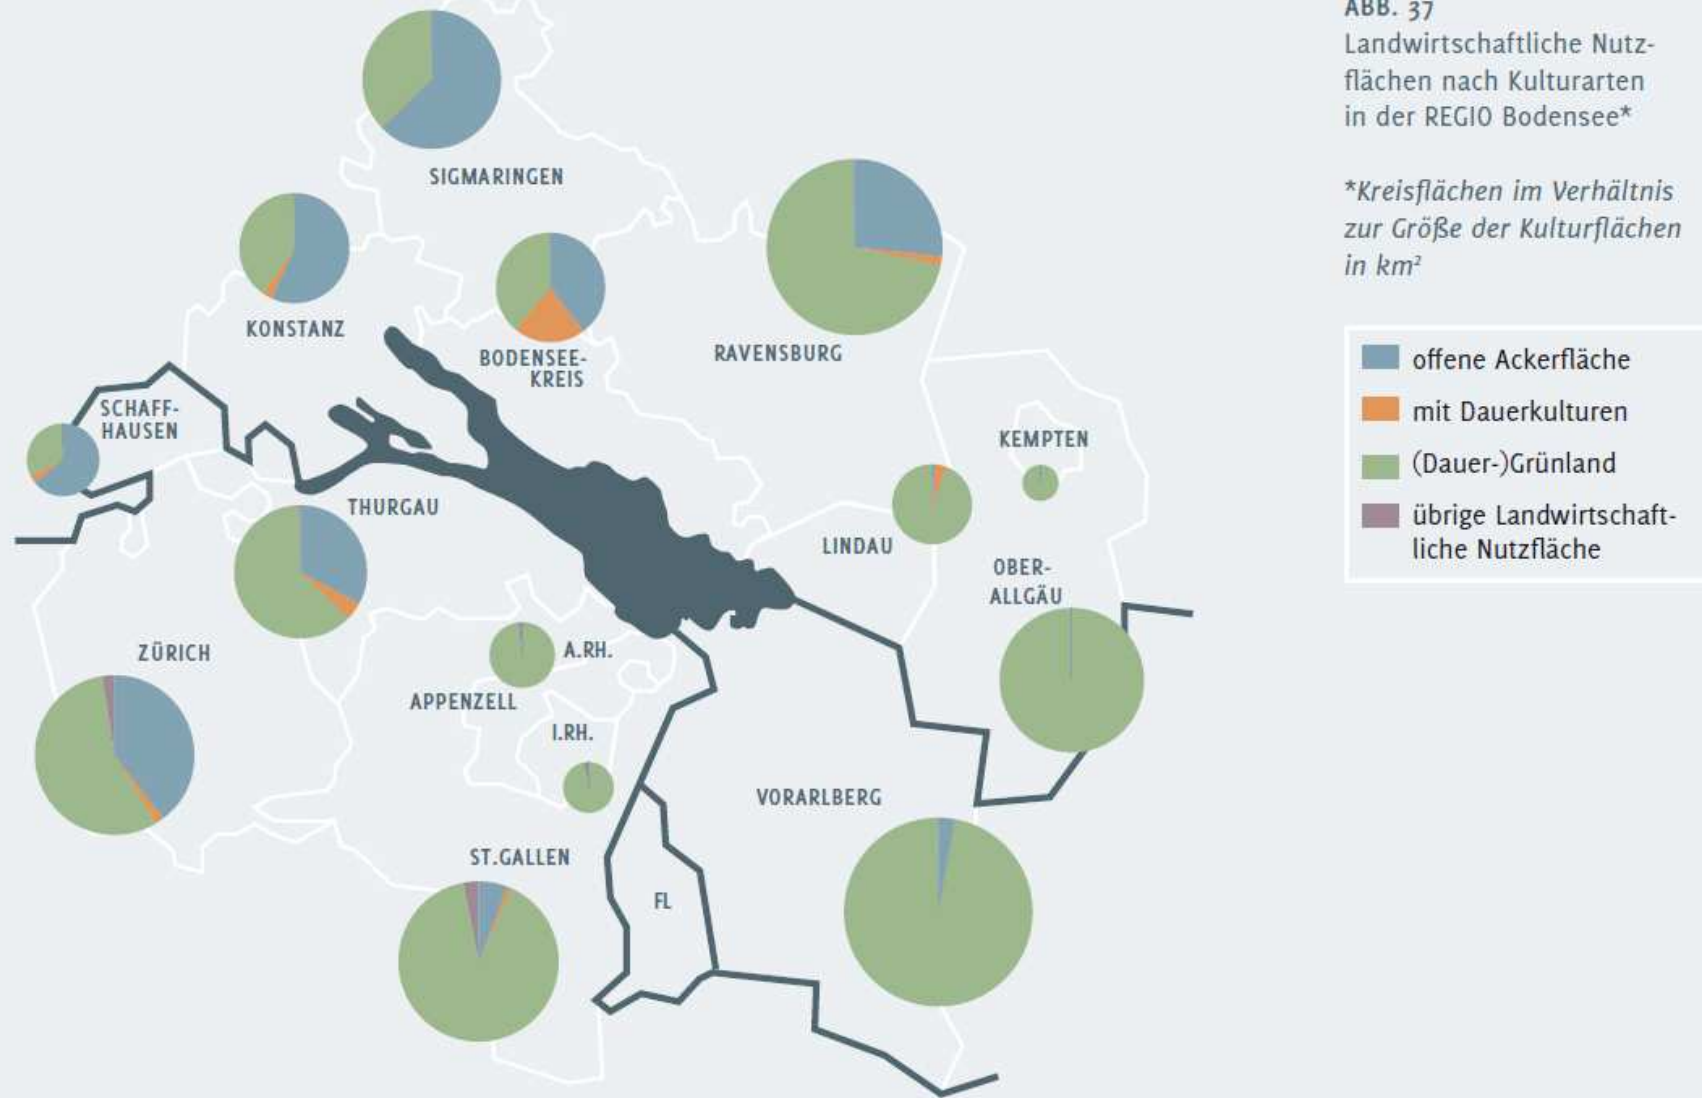 ABB. 37
Landwirtschaftliche Nutz-
flächen nach Kulturarten
in der REGIO Bodensee*
*Kreisflächen im Verhältnis
zur Größe der Kulturflächen
in km²
offene Ackerfläche
mit Dauerkulturen
(Dauer-)Grünland
übrige Landwirtschaft-
liche Nutzfläche
SIGMARINGEN
KONSTANZ
BODENSEE-
KREIS
RAVENSBURG
SCHAFF-
HAUSEN
KEMPTEN
THURGAU
LINDAU
OBER-
ALLGÄU
ZÜRICH
A.RH.
APPENZELL
I.RH.
VORARLBERG
ST.GALLEN
FL